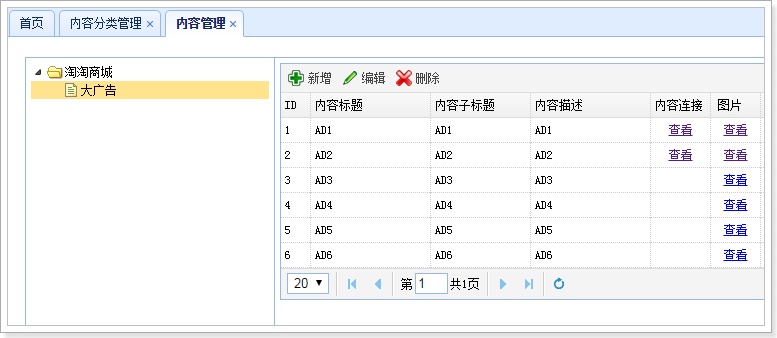 首页 内容分类管理 × 内容管理 ×
淘淘商城
大广告
新增 编辑 删除
ID 内容标题 内容子标题 内容描述 内容连接 图片
1 AD1 AD1 AD1 查看 查看
2 AD2 AD2 AD2 查看 查看
3 AD3 AD3 AD3 查看
4 AD4 AD4 AD4 查看
5 AD5 AD5 AD5 查看
6 AD6 AD6 AD6 查看
20 第 1 共1页